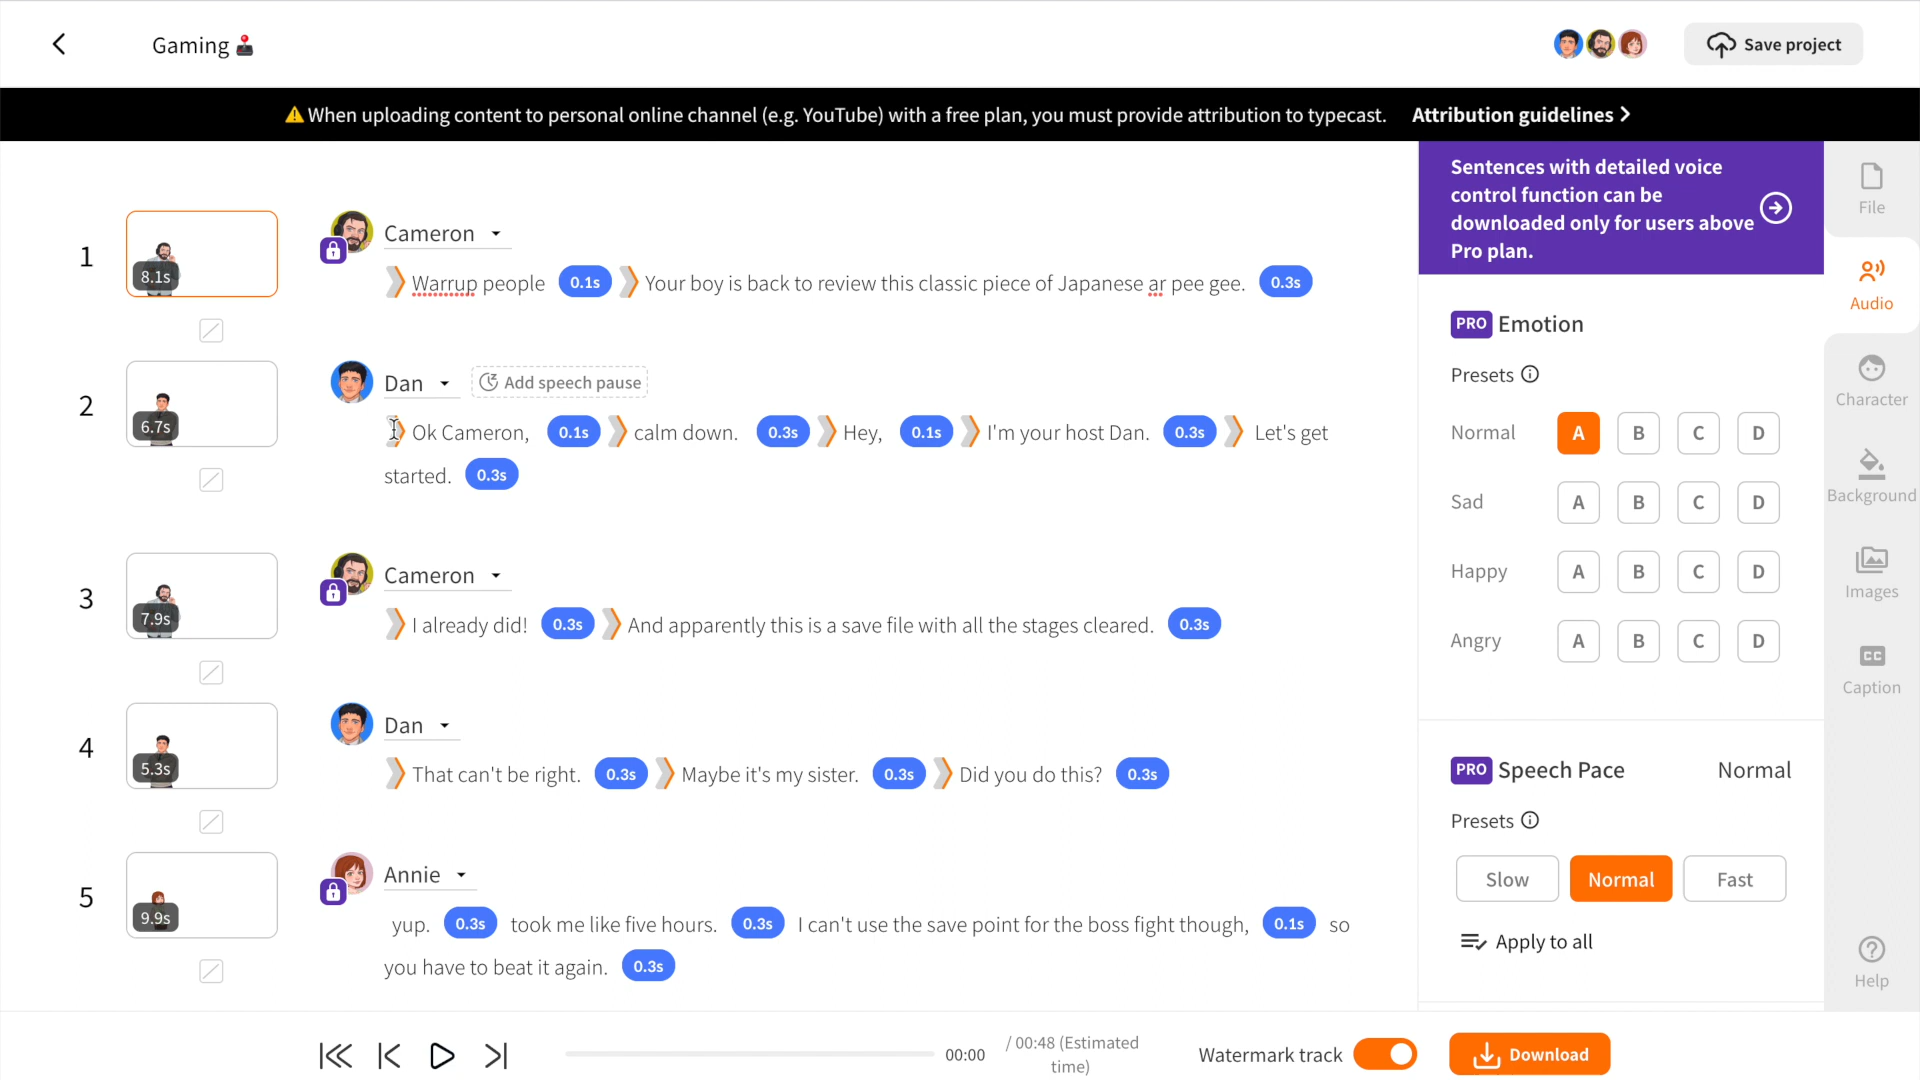 Gaming
Save project
When uploading content to personal online channel (e.g. YouTube) with a free plan, you must provide attribution to typecast. Attribution guidelines
Sentences with detailed voice
control function can be
downloaded only for users above
Pro plan.
File
Audio
Character
Background
Images
CC
Caption
Help
1
8.1s
Cameron
Warrup people 0.1s Your boy is back to review this classic piece of Japanese ar pee gee. 0.3s
2
6.7s
Dan Add speech pause
Ok Cameron, 0.1s calm down. 0.3s Hey, 0.1s I'm your host Dan. 0.3s Let's get
started. 0.3s
3
7.9s
Cameron
I already did! 0.3s And apparently this is a save file with all the stages cleared. 0.3s
4
5.3s
Dan
That can't be right. 0.3s Maybe it's my sister. 0.3s Did you do this? 0.3s
5
9.9s
Annie
yup. 0.3s took me like five hours. 0.3s I can't use the save point for the boss fight though, 0.1s so
you have to beat it again. 0.3s
PRO Emotion
Presets
Normal A B C D
Sad A B C D
Happy A B C D
Angry A B C D
PRO Speech Pace Normal
Presets
Slow Normal Fast
Apply to all
00:00 / 00:48 (Estimated
time)
Watermark track
Download